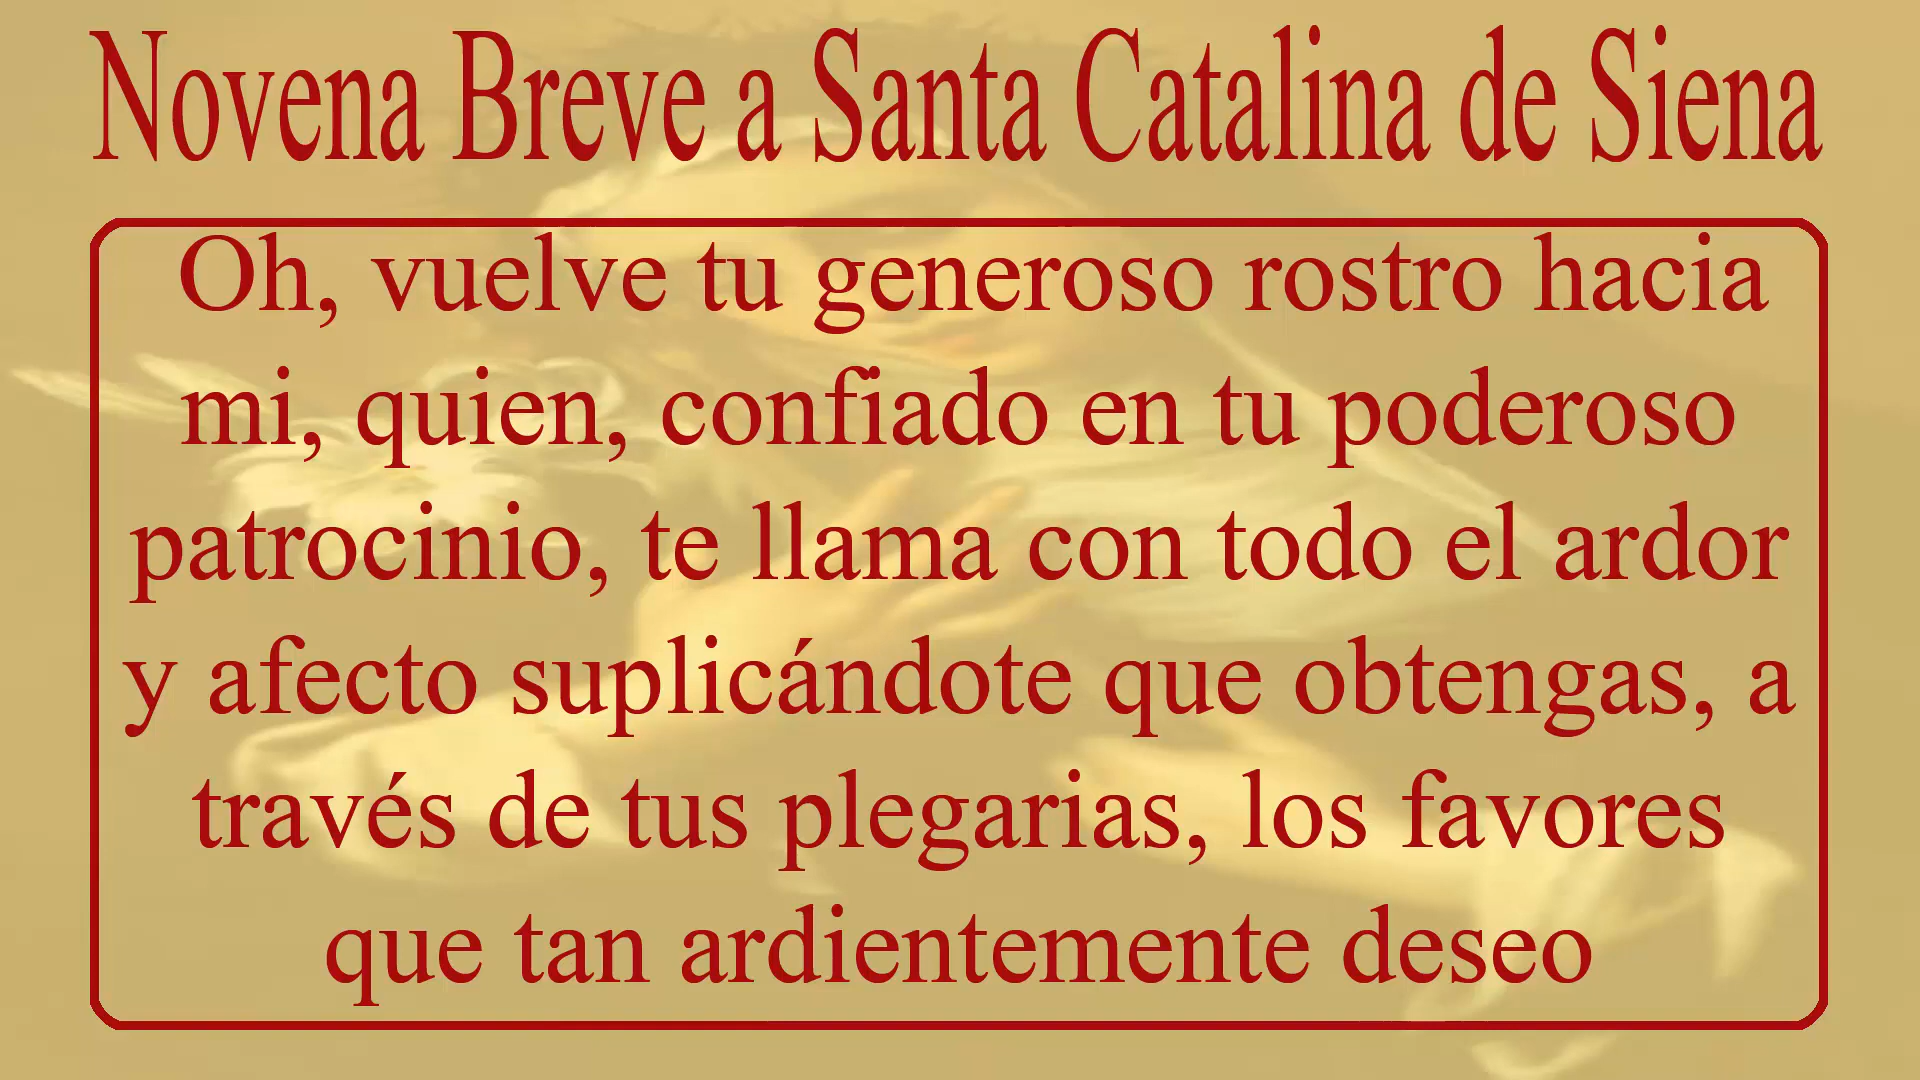 Novena Breve a Santa Catalina de Siena
Oh, vuelve tu generoso rostro hacia
mi, quien, confiado en tu poderoso
patrocinio, te llama con todo el ardor
y afecto suplicándote que obtengas, a
través de tus plegarias, los favores
que tan ardientemente deseo